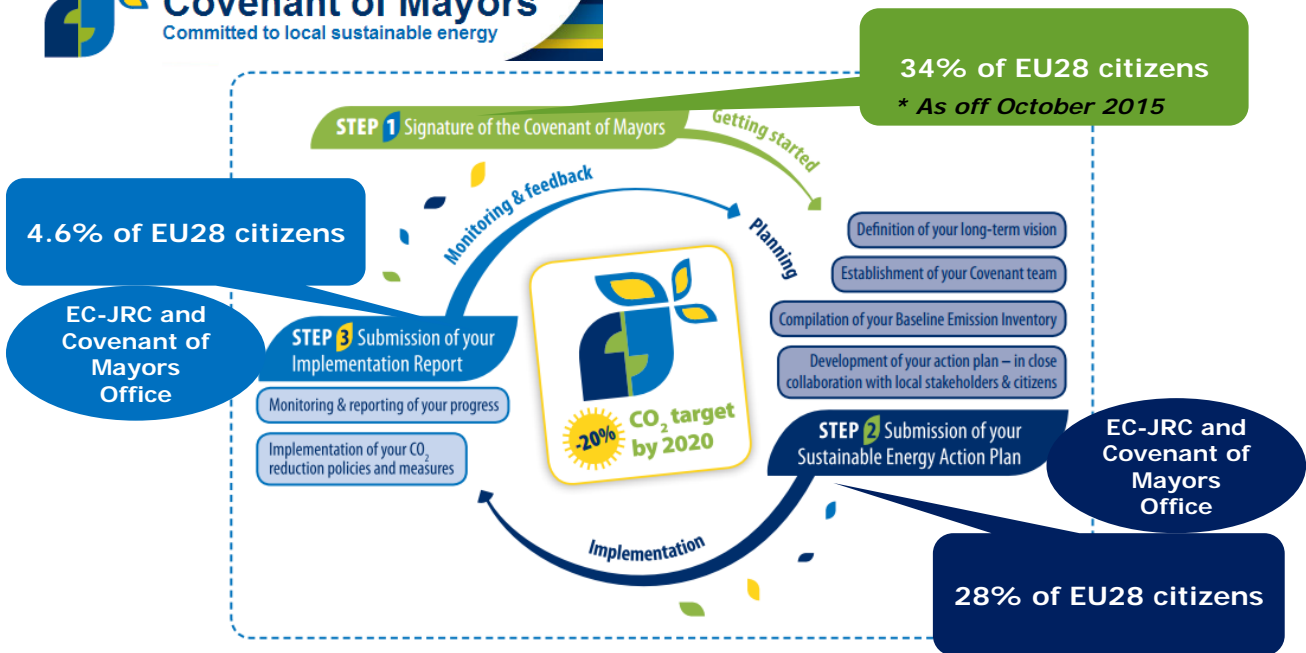 Covenant of Mayors
Committed to local sustainable energy
34% of EU28 citizens
* As off October 2015
STEP 1 Signature of the Covenant of Mayors
Getting started
Monitoring & feedback
Planning
4.6% of EU28 citizens
EC-JRC and
Covenant of
Mayors
Office
Definition of your long-term vision
Establishment of your Covenant team
Compilation of your Baseline Emission Inventory
Development of your action plan – in close
collaboration with local stakeholders & citizens
STEP 3 Submission of your
Implementation Report
Monitoring & reporting of your progress
Implementation of your CO₂
reduction policies and measures
-20%
CO₂ target
by 2020
STEP 2 Submission of your
Sustainable Energy Action Plan
EC-JRC and
Covenant of
Mayors
Office
Implementation
28% of EU28 citizens